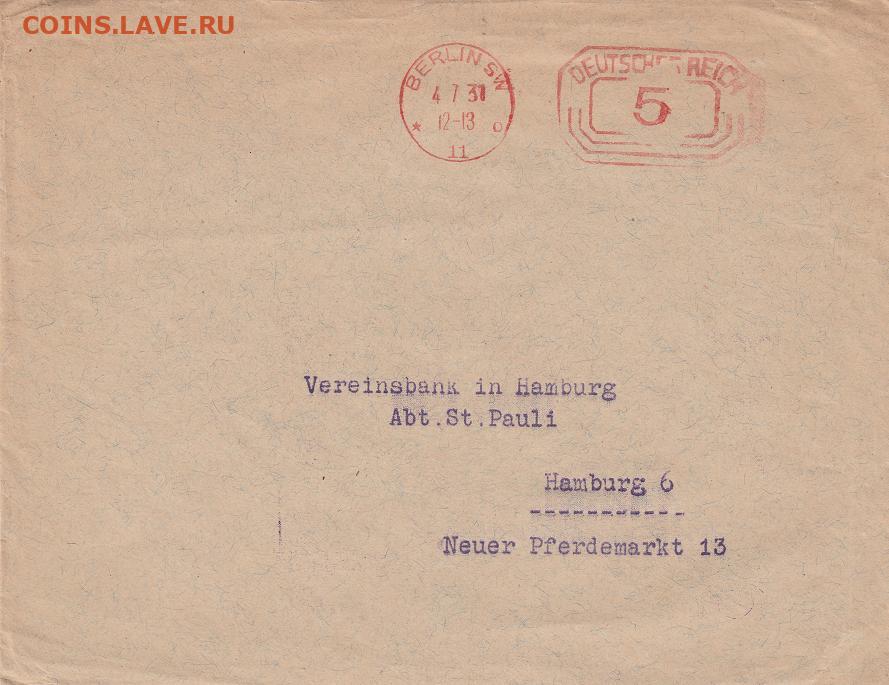 COINS.LAVE.RU
BERLIN SW
4 7 31
12-13
* o
11
DEUTSCHES REICH
5
Vereinsbank in Hamburg
Abt.St.Pauli
Hamburg 6
-----------
Neuer Pferdemarkt 13